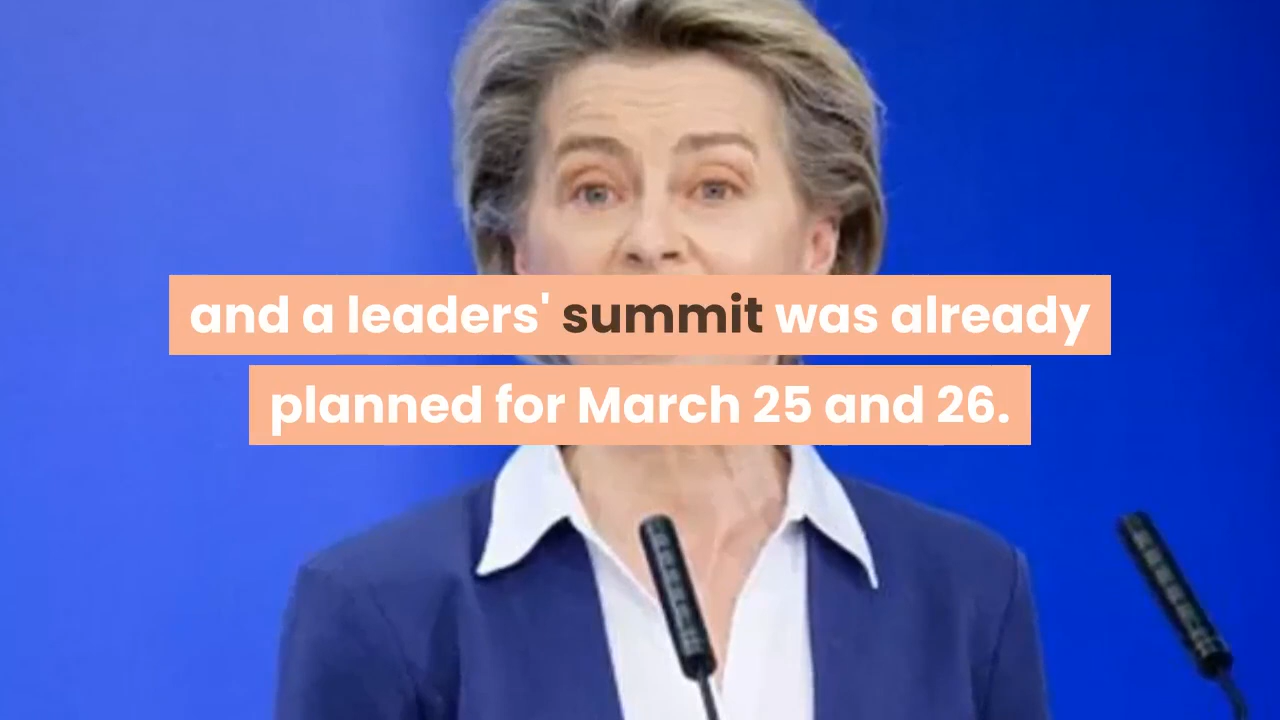 and a leaders' summit was already
planned for March 25 and 26.